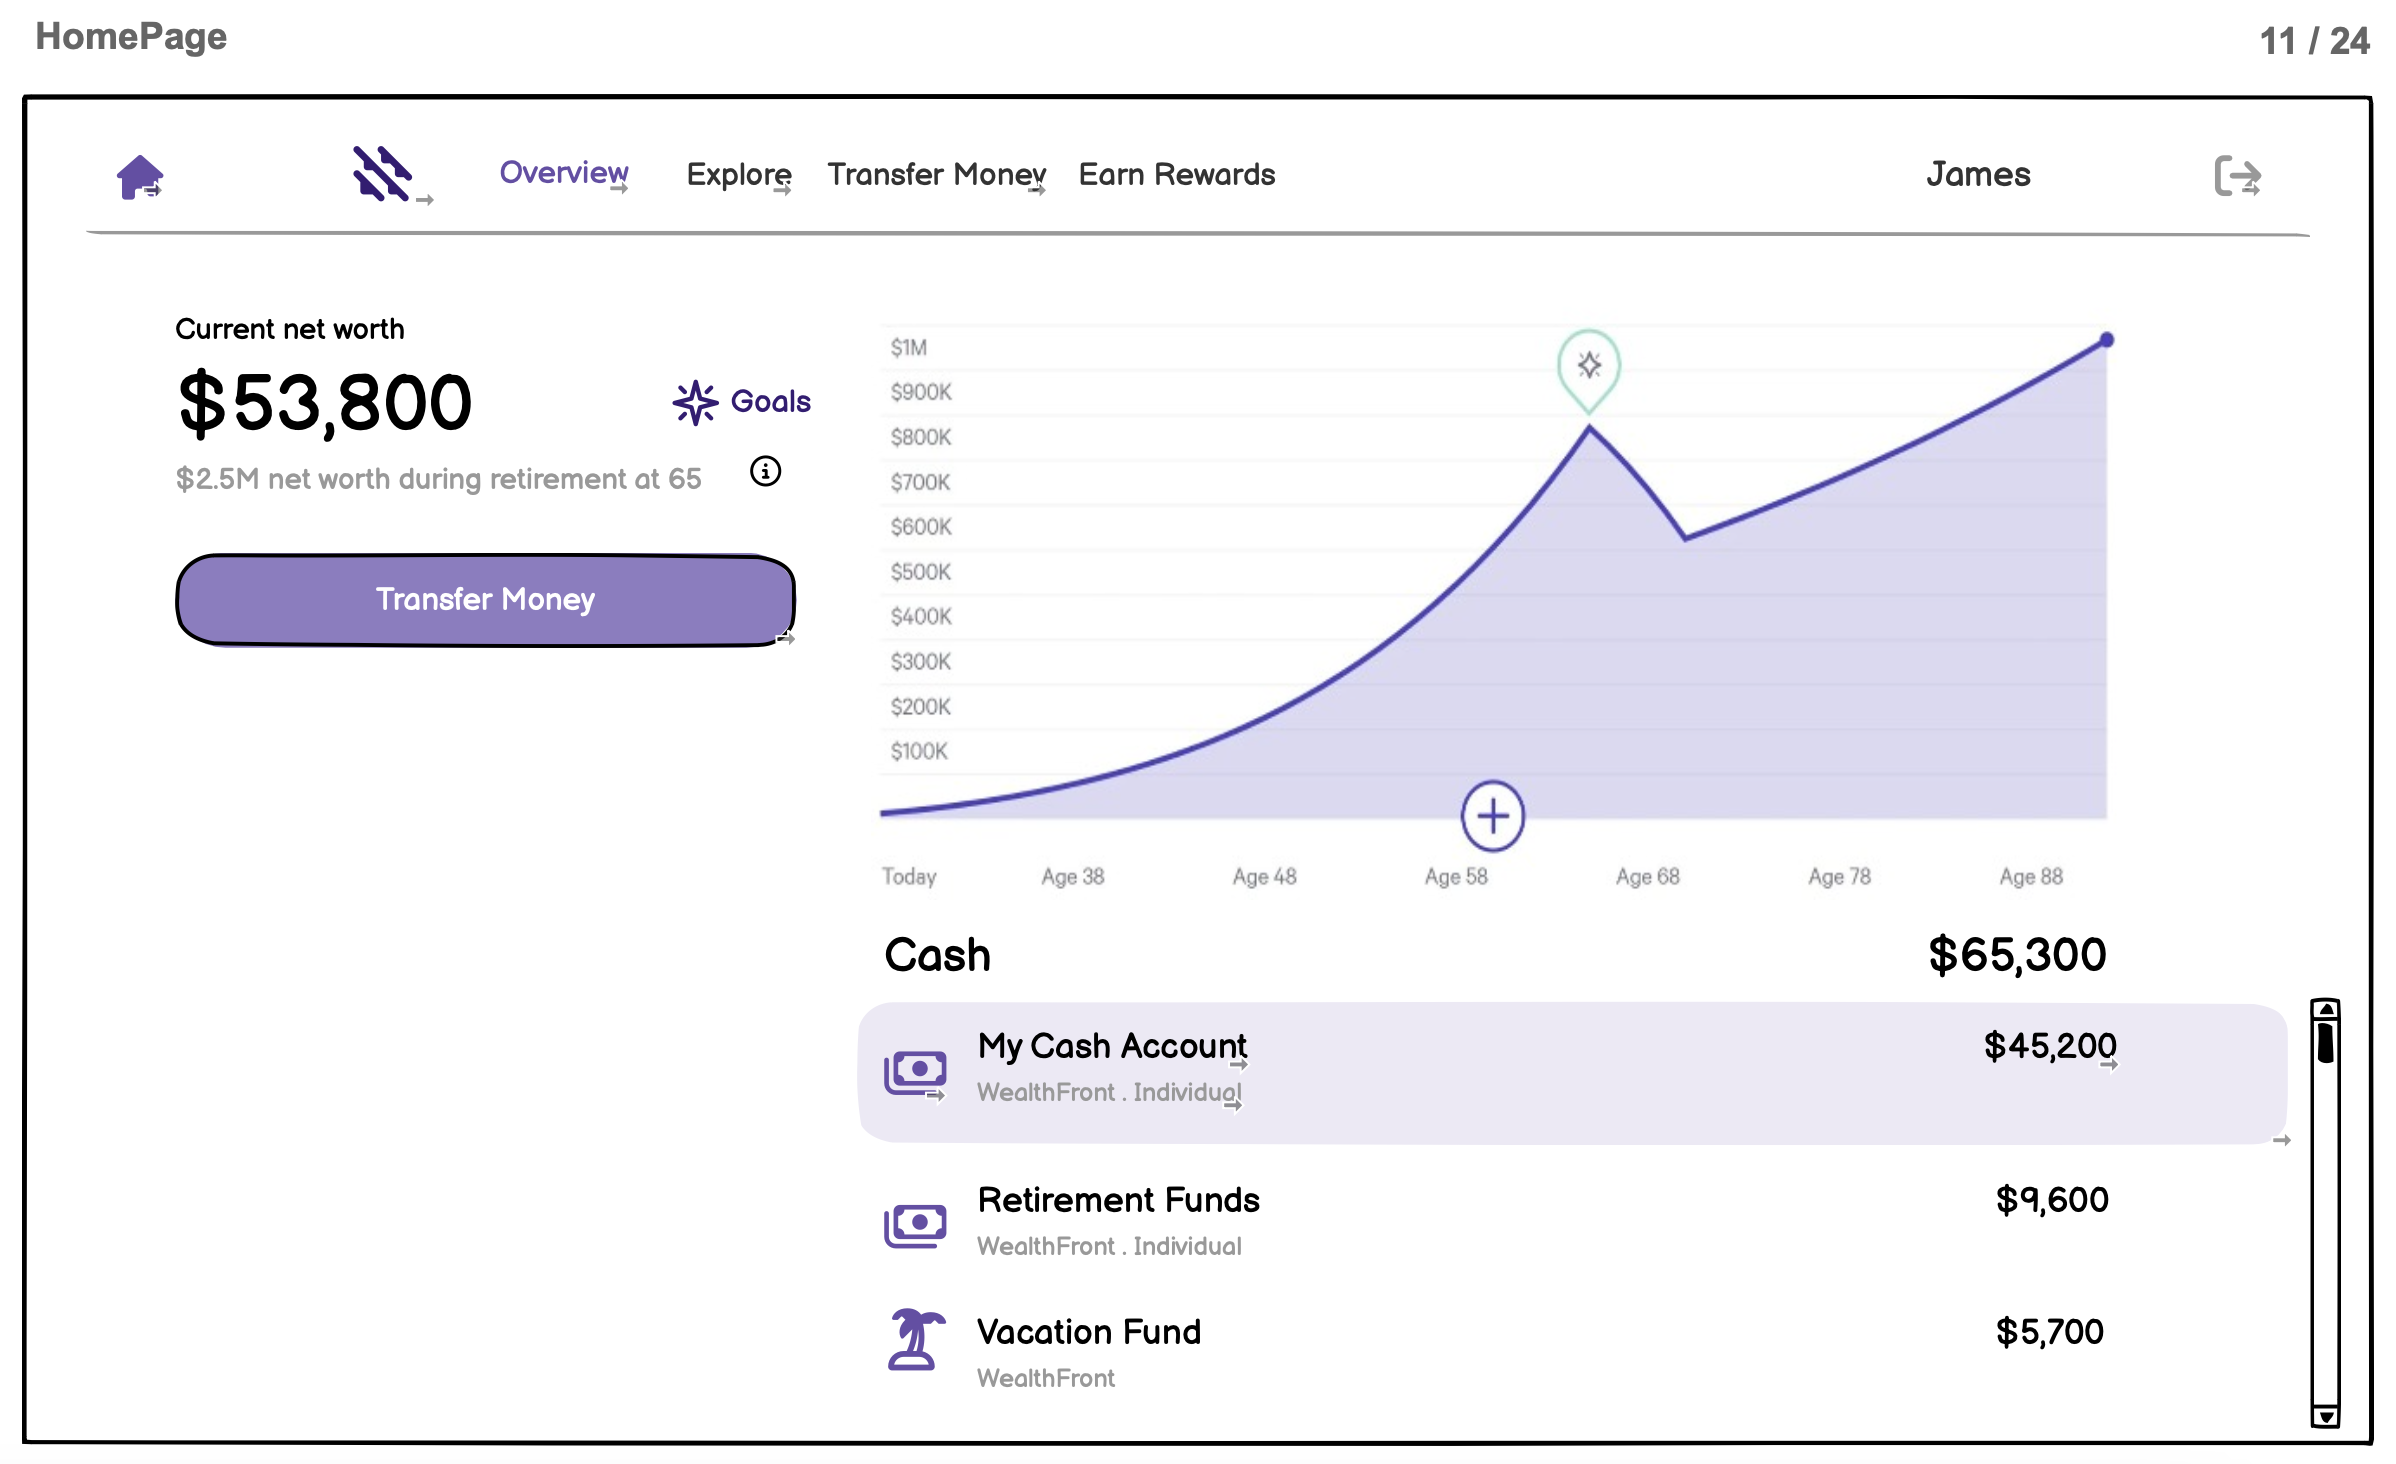 HomePage
11 / 24
Overview Explore Transfer Money Earn Rewards James
Current net worth
$53,800
Goals
$2.5M net worth during retirement at 65
Transfer Money
$1M
$900K
$800K
$700K
$600K
$500K
$400K
$300K
$200K
$100K
Today Age 38 Age 48 Age 58 Age 68 Age 78 Age 88
Cash $65,300
My Cash Account $45,200
WealthFront . Individual
Retirement Funds $9,600
WealthFront . Individual
Vacation Fund $5,700
WealthFront